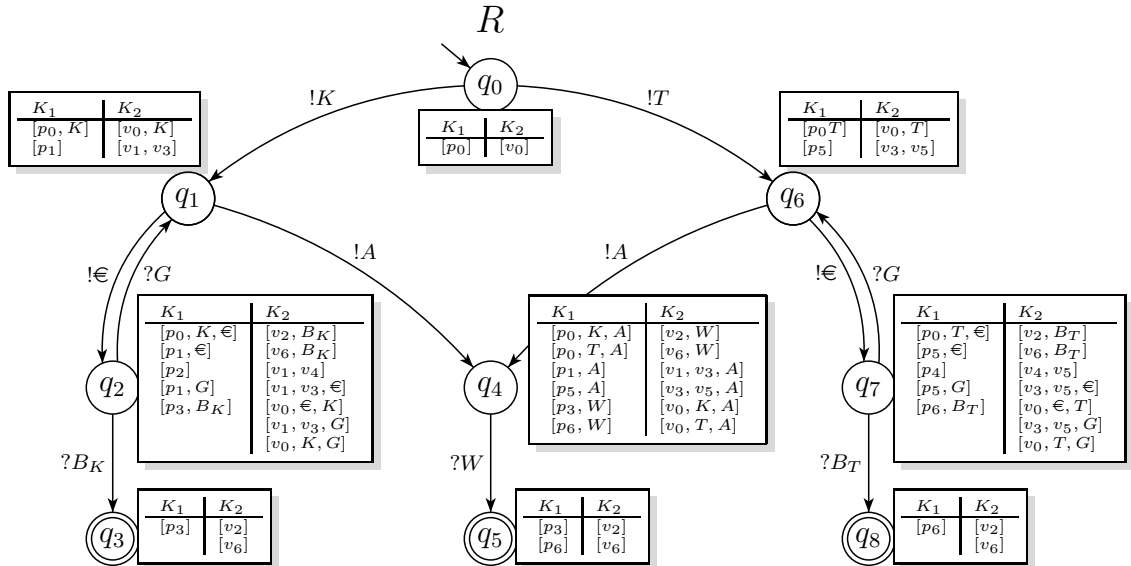 R
q0
!K
!T
K1 K2
[p0, K] [v0, K]
[p1] [v1, v3]
K1 K2
[p0] [v0]
K1 K2
[p0T] [v0, T]
[p5] [v3, v5]
q1
q6
!A
!A
!€
?G
!€
?G
K1 K2
[p0, K, €] [v2, BK]
[p1, €] [v6, BK]
[p2] [v1, v4]
[p1, G] [v1, v3, €]
[p3, BK] [v0, €, K]
[v1, v3, G]
[v0, K, G]
K1 K2
[p0, K, A] [v2, W]
[p0, T, A] [v6, W]
[p1, A] [v1, v3, A]
[p5, A] [v3, v5, A]
[p3, W] [v0, K, A]
[p6, W] [v0, T, A]
K1 K2
[p0, T, €] [v2, BT]
[p5, €] [v6, BT]
[p4] [v4, v5]
[p5, G] [v3, v5, €]
[p6, BT] [v0, €, T]
[v3, v5, G]
[v0, T, G]
q2
q4
q7
?BK
?W
?BT
q3
K1 K2
[p3] [v2]
[v6]
q5
K1 K2
[p3] [v2]
[p6] [v6]
q8
K1 K2
[p6] [v2]
[v6]